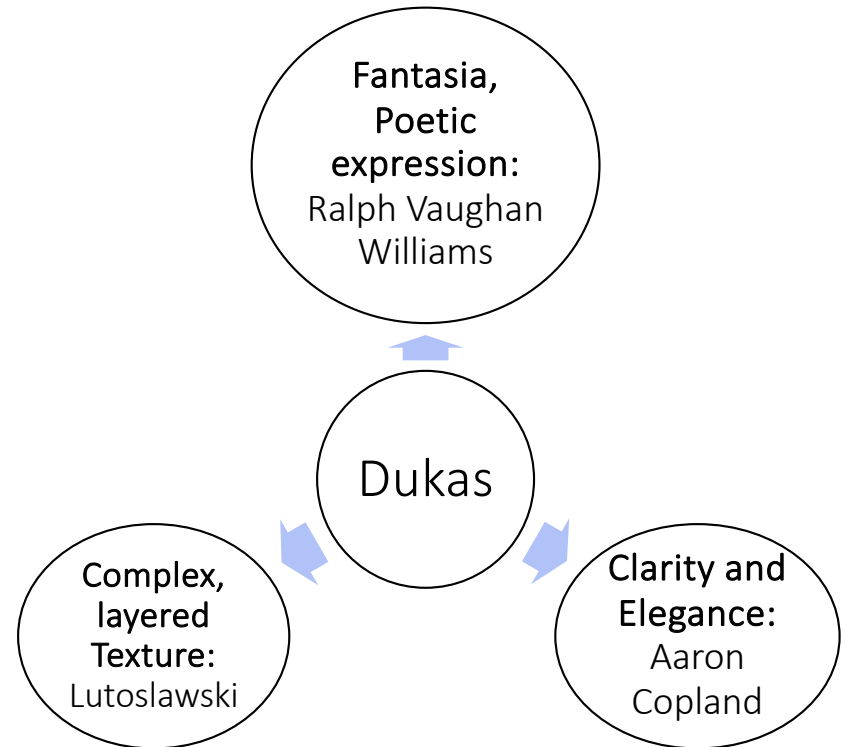 Fantasia,
Poetic
expression:
Ralph Vaughan
Williams
Dukas
Complex,
layered
Texture:
Lutoslawski
Clarity and
Elegance:
Aaron
Copland